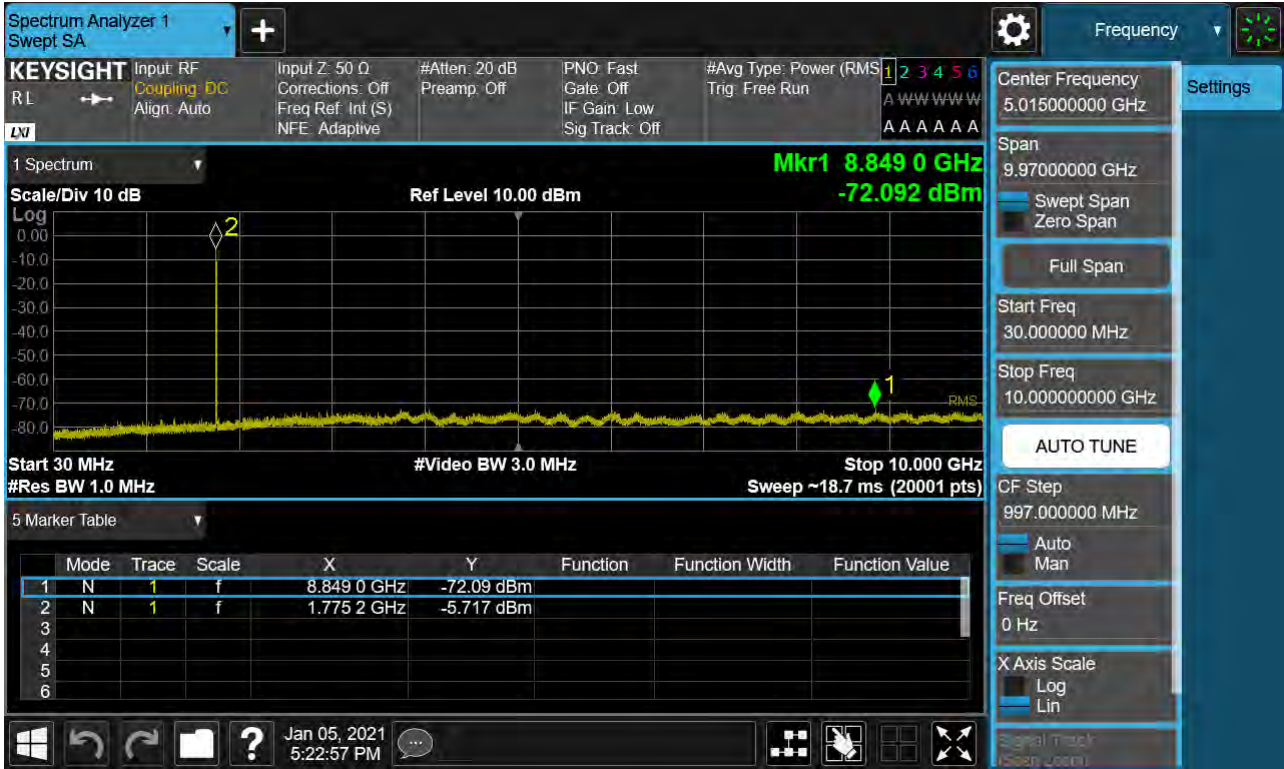 Spectrum Analyzer 1
Swept SA
+
Frequency
KEYSIGHT
RL
LXI
Input: RF
Coupling: DC
Align: Auto
Input Z: 50 Ω
Corrections: Off
Freq Ref: Int (S)
NFE: Adaptive
#Atten: 20 dB
Preamp: Off
PNO: Fast
Gate: Off
IF Gain: Low
Sig Track: Off
#Avg Type: Power (RMS
Trig: Free Run
1 2 3 4 5 6
A W W W W W
A A A A A A
1 Spectrum
Mkr1 8.849 0 GHz
Scale/Div 10 dB
Ref Level 10.00 dBm
-72.092 dBm
Log
0.00
-10.0
-20.0
-30.0
-40.0
-50.0
-60.0
-70.0
-80.0
2
1
RMS
Start 30 MHz
#Video BW 3.0 MHz
Stop 10.000 GHz
#Res BW 1.0 MHz
Sweep ~18.7 ms (20001 pts)
5 Marker Table
Mode Trace Scale X Y Function Function Width Function Value
1 N 1 f 8.849 0 GHz -72.09 dBm
2 N 1 f 1.775 2 GHz -5.717 dBm
3
4
5
6
?
Jan 05, 2021
5:22:57 PM
Center Frequency
5.015000000 GHz
Settings
Span
9.97000000 GHz
Swept Span
Zero Span
Full Span
Start Freq
30.000000 MHz
Stop Freq
10.000000000 GHz
AUTO TUNE
CF Step
997.000000 MHz
Auto
Man
Freq Offset
0 Hz
X Axis Scale
Log
Lin
Signal Track
(Span Zoom)